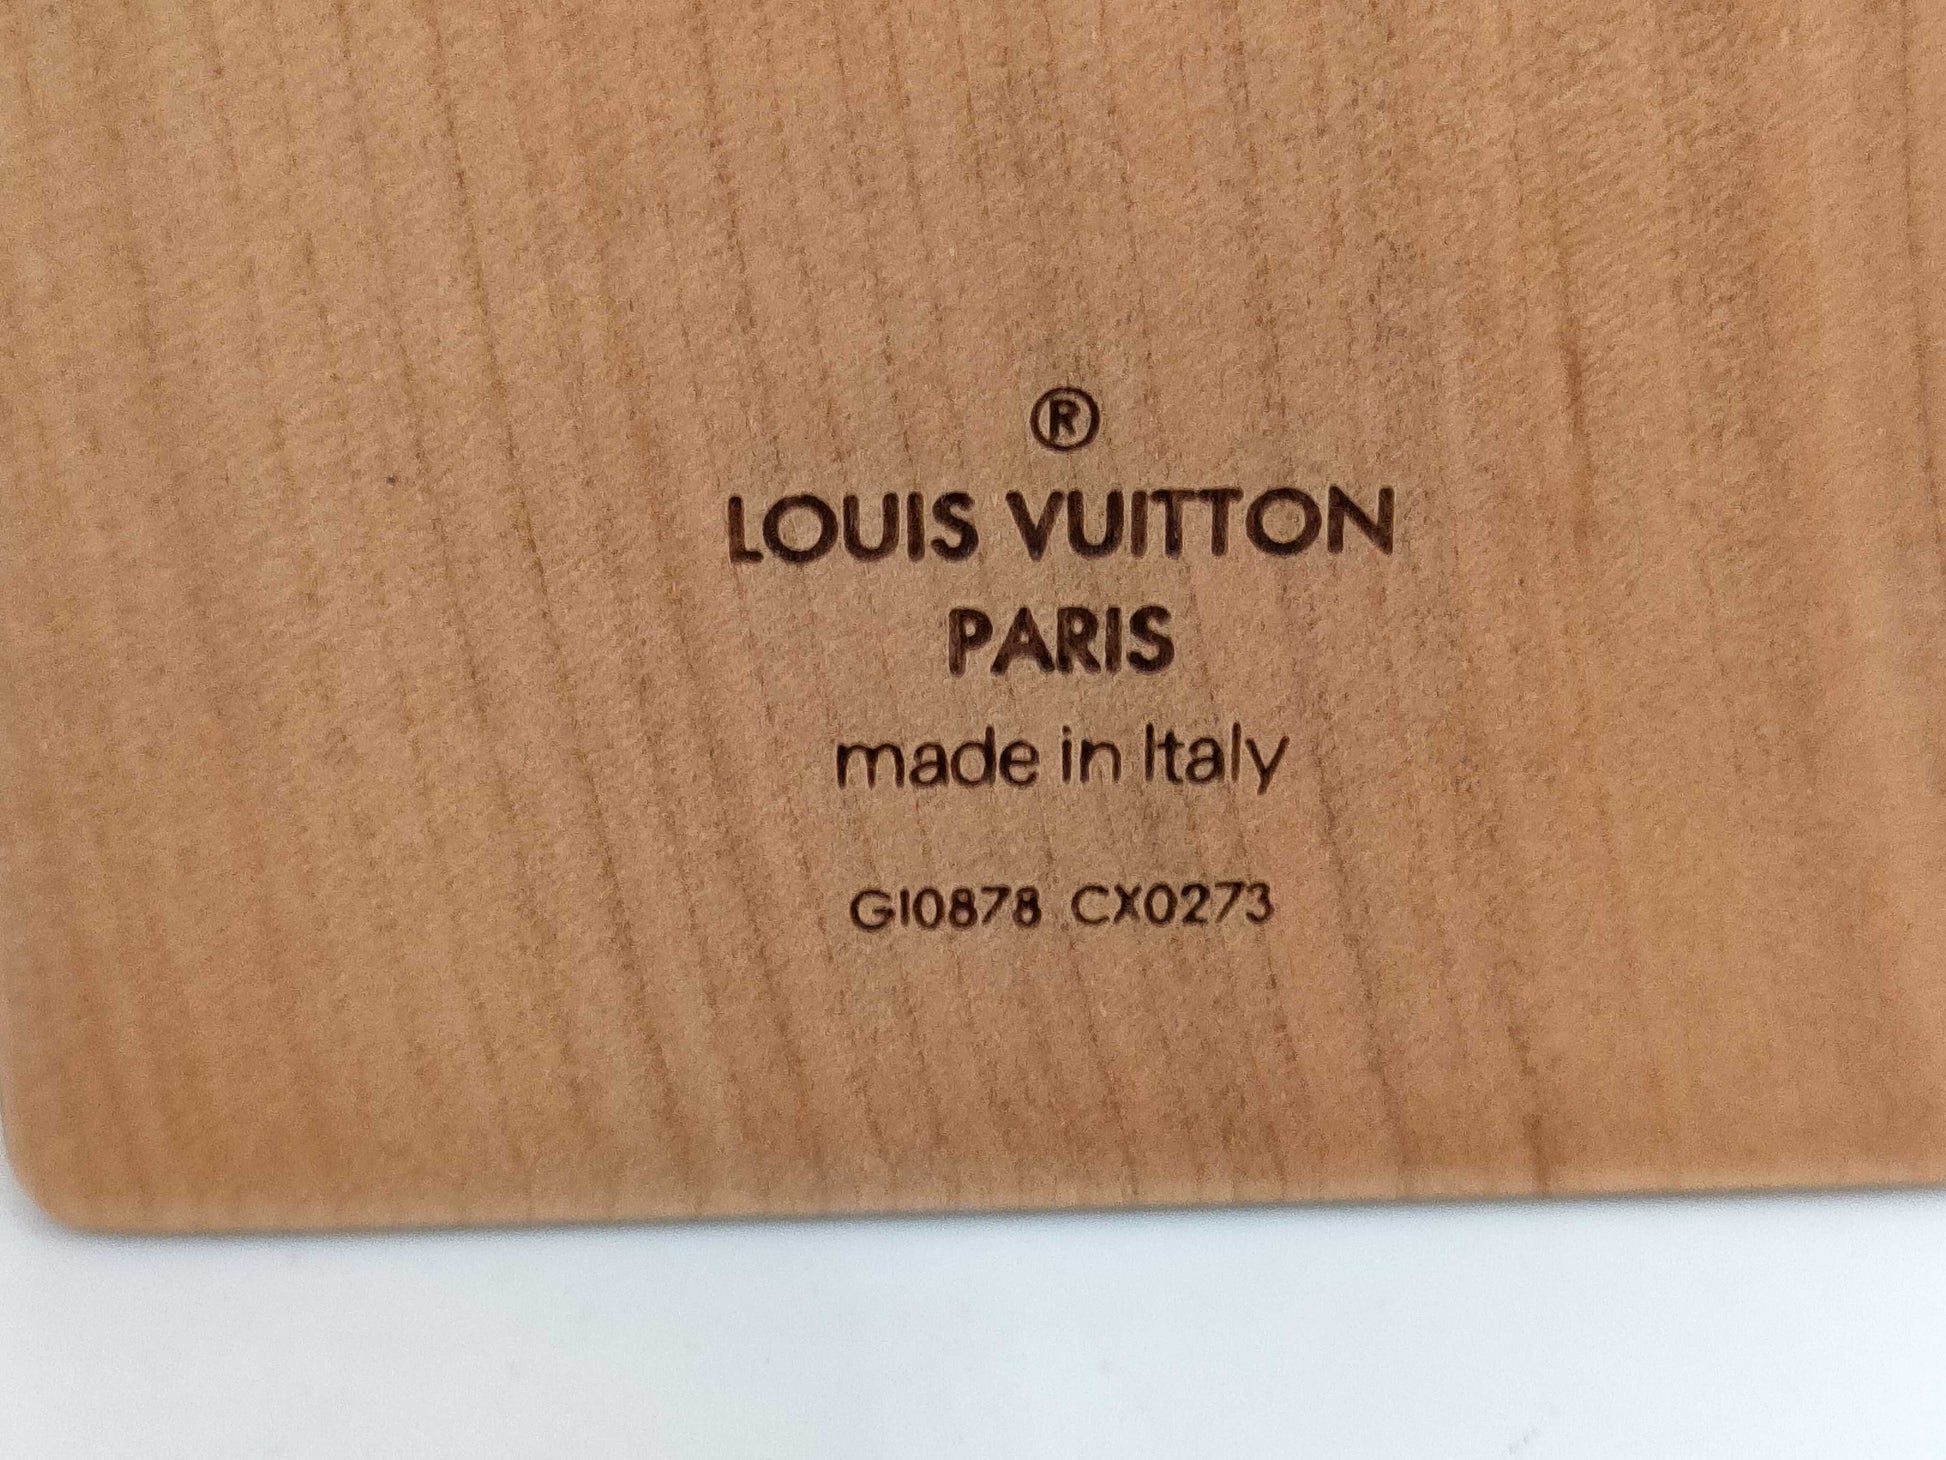 ®
LOUIS VUITTON
PARIS
made in Italy
GI0878 CX0273